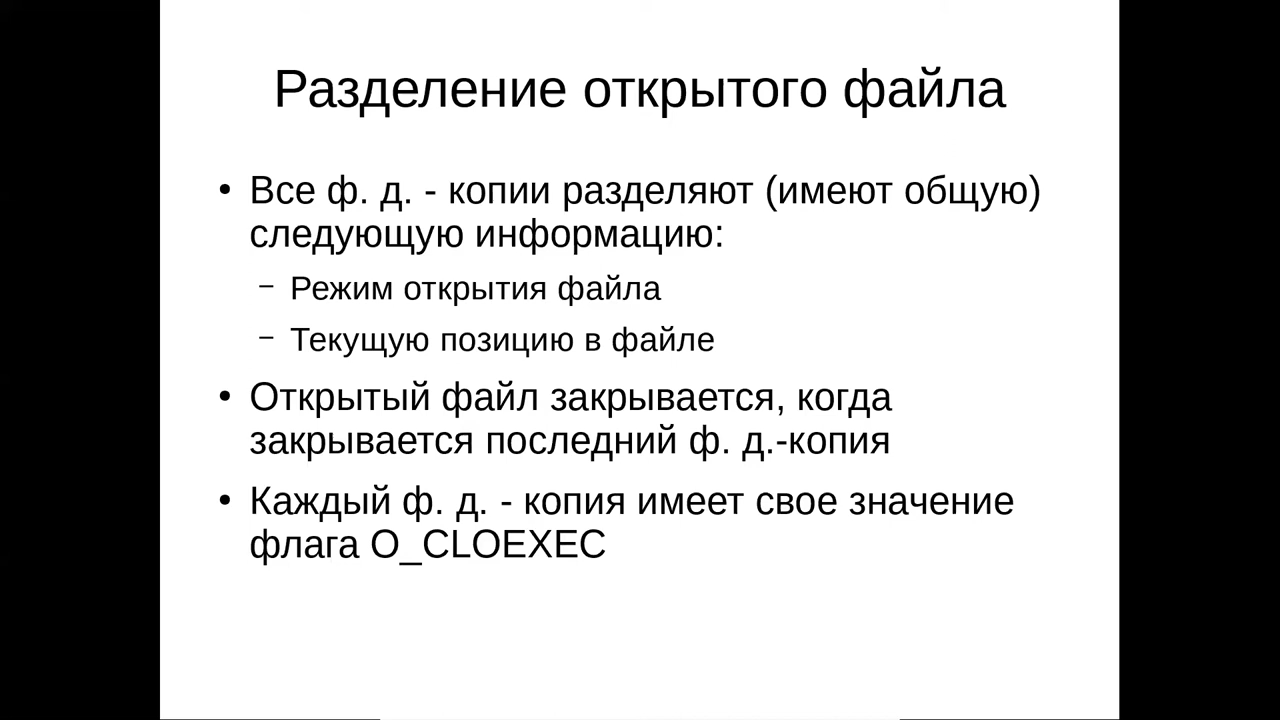 Разделение открытого файла
• Все ф. д. - копии разделяют (имеют общую)
следующую информацию:
– Режим открытия файла
– Текущую позицию в файле
• Открытый файл закрывается, когда
закрывается последний ф. д.-копия
• Каждый ф. д. - копия имеет свое значение
флага O_CLOEXEC